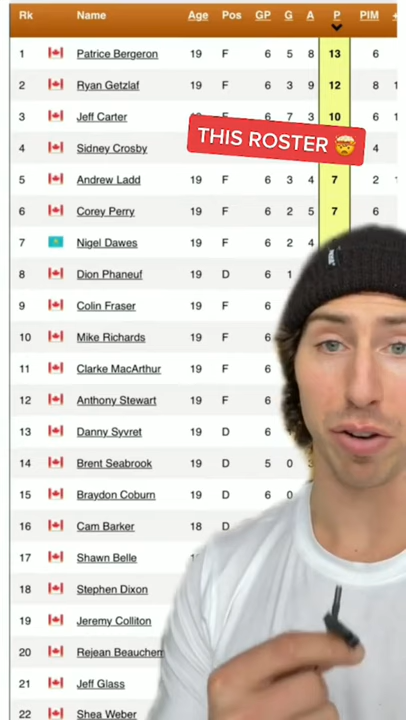 Rk Name Age Pos GP G A P PIM
1 Patrice Bergeron 19 F 6 5 8 13 6
2 Ryan Getzlaf 19 F 6 3 9 12 8
3 Jeff Carter F 6 7 3 10 6
THIS ROSTER 🤯
4 Sidney Crosby 4
5 Andrew Ladd 19 F 6 3 4 7 2
6 Corey Perry 19 F 6 2 5 7 6
7 Nigel Dawes 19 F 6 2 4
8 Dion Phaneuf 19 D 6 1
9 Colin Fraser 19 F 6
10 Mike Richards 19 F 6
11 Clarke MacArthur 19 F 6
12 Anthony Stewart 19 F 6
13 Danny Syvret 19 D 6
14 Brent Seabrook 19 D 5 0
15 Braydon Coburn 19 D 6 0
16 Cam Barker 18 D
17 Shawn Belle
18 Stephen Dixon
19 Jeremy Colliton
20 Rejean Beauchem
21 Jeff Glass
22 Shea Weber